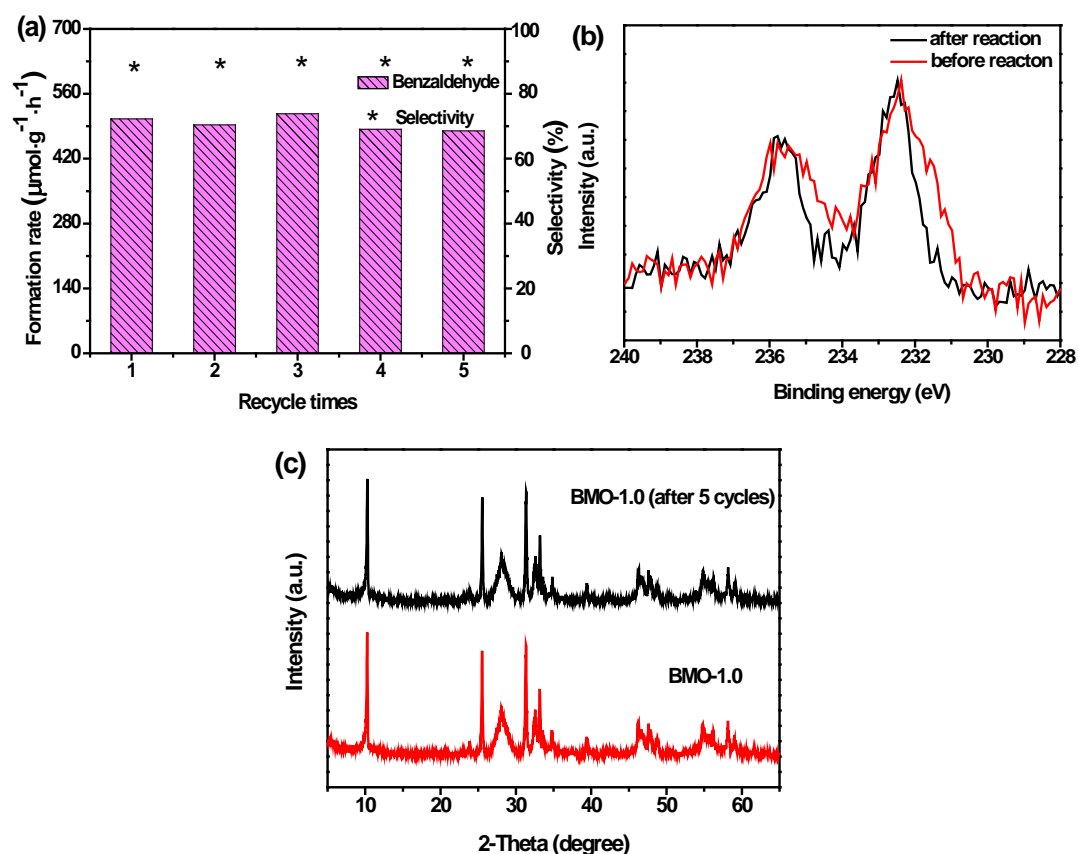 (a)
700
560
420
280
140
0
Formation rate (μmol·g⁻¹·h⁻¹)
* * * * *
Benzaldehyde
* Selectivity
100
80
60
40
20
0
Selectivity (%)
1 2 3 4 5
Recycle times
(b)
after reaction
before reacton
Intensity (a.u.)
240 238 236 234 232 230 228
Binding energy (eV)
(c)
BMO-1.0 (after 5 cycles)
BMO-1.0
Intensity (a.u.)
10 20 30 40 50 60
2-Theta (degree)